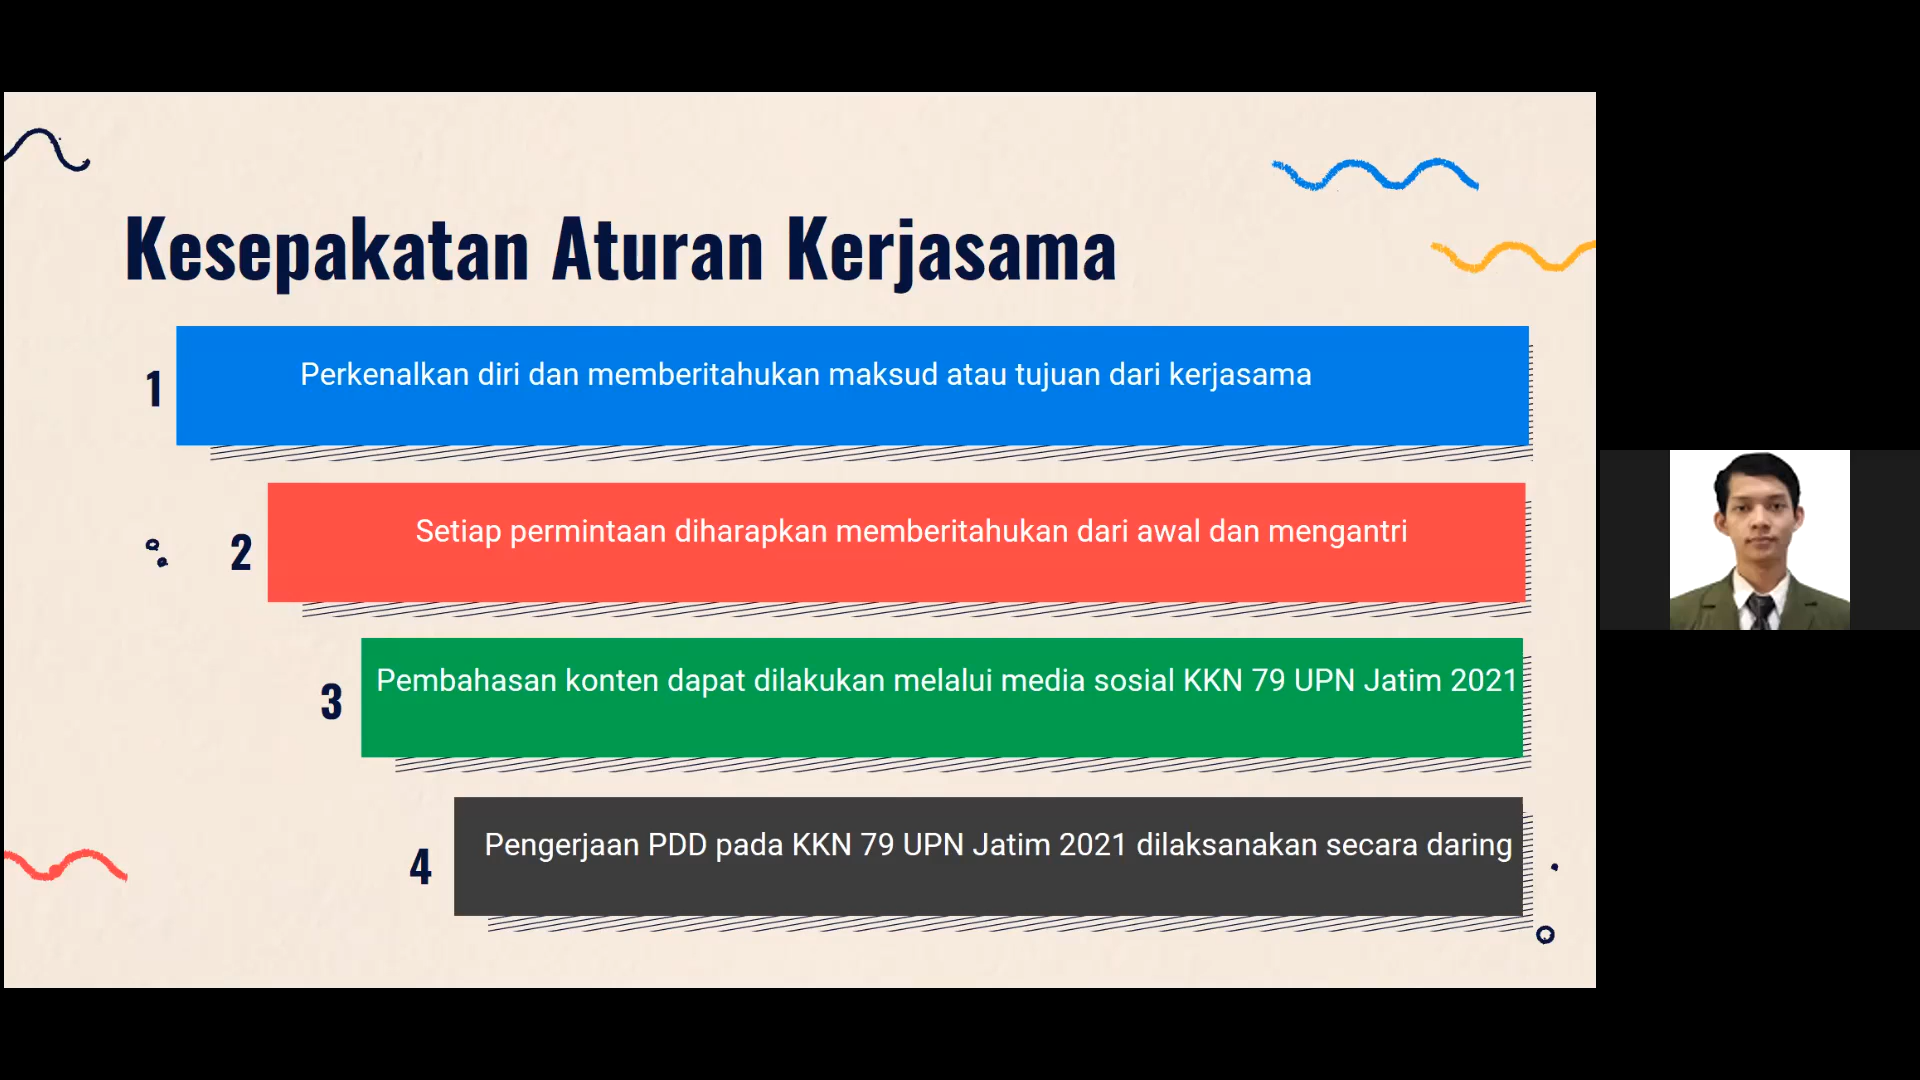 Kesepakatan Aturan Kerjasama
1
Perkenalkan diri dan memberitahukan maksud atau tujuan dari kerjasama
2
Setiap permintaan diharapkan memberitahukan dari awal dan mengantri
3
Pembahasan konten dapat dilakukan melalui media sosial KKN 79 UPN Jatim 2021
4
Pengerjaan PDD pada KKN 79 UPN Jatim 2021 dilaksanakan secara daring